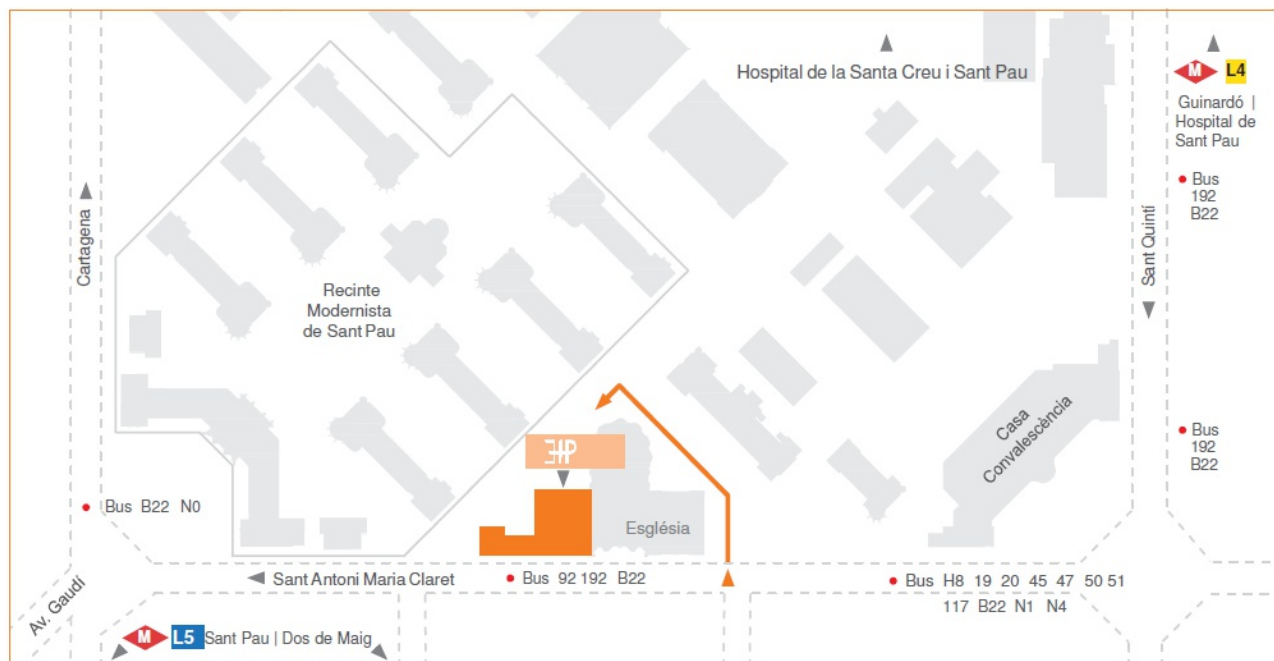 Hospital de la Santa Creu i Sant Pau
M L4
Guinardó |
Hospital de
Sant Pau
Bus
192
B22
Cartagena
Sant Quintí
Recinte
Modernista
de Sant Pau
Casa
Convalescència
Bus
192
B22
Bus B22 N0
Església
Sant Antoni Maria Claret
Bus 92 192 B22
Bus H8 19 20 45 47 50 51
117 B22 N1 N4
Av. Gaudí
M L5 Sant Pau | Dos de Maig